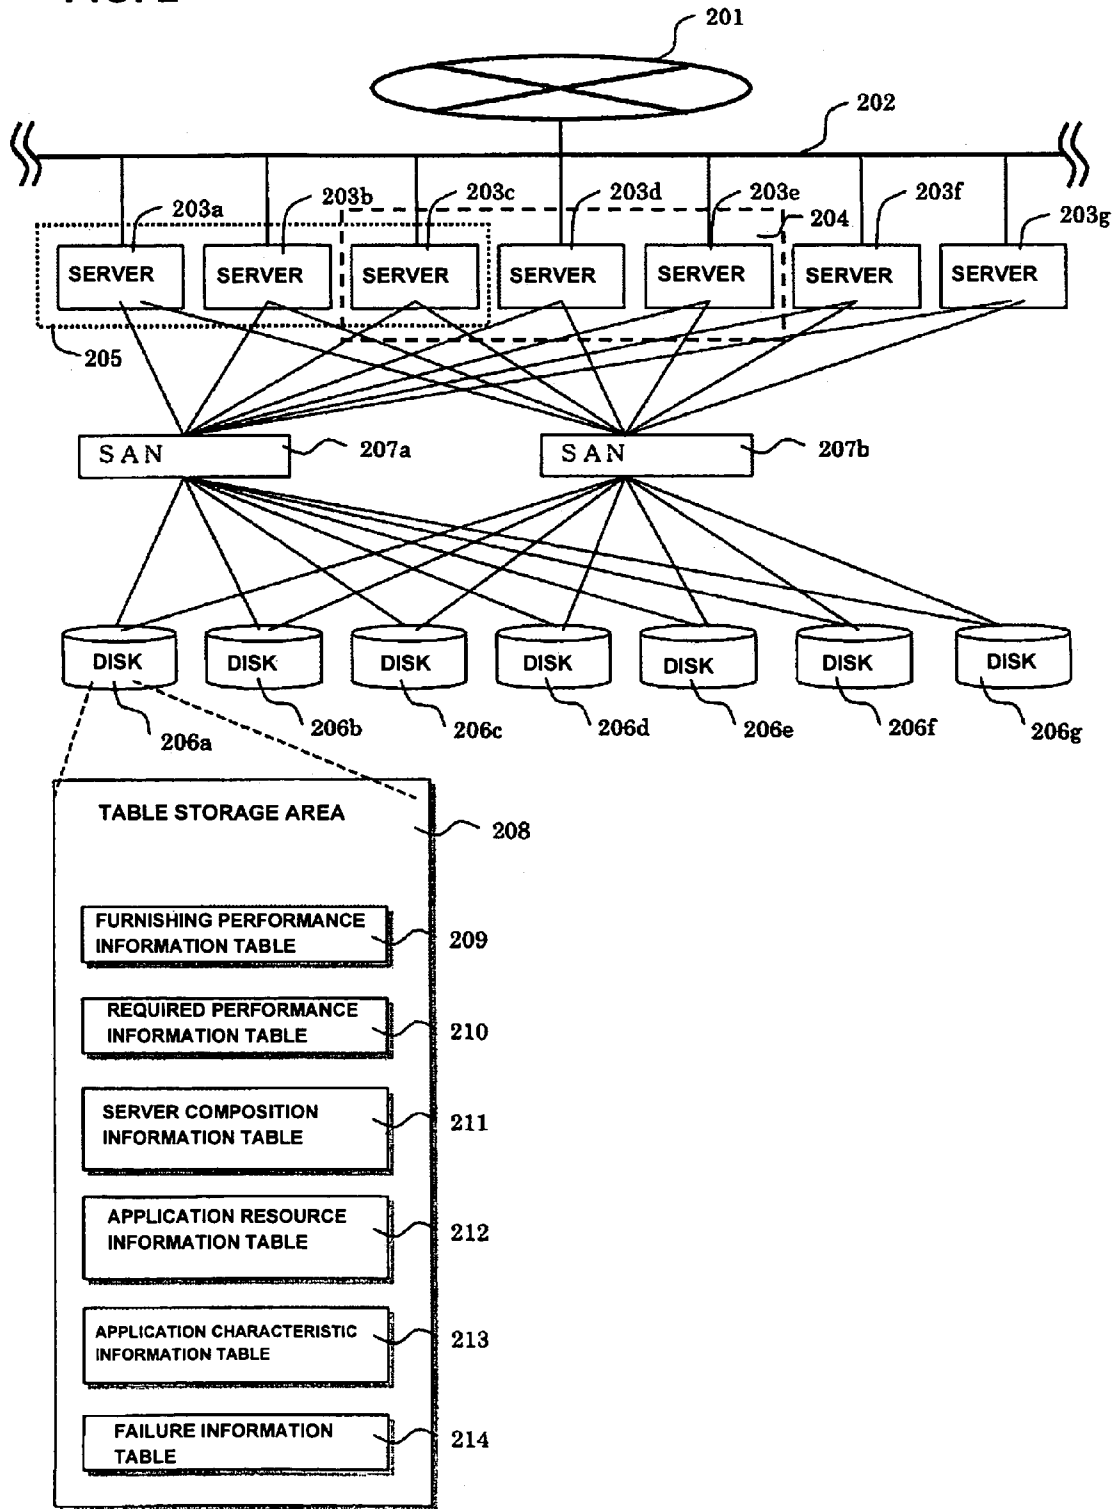 201
202
203a
203b
203c
203d
203e
204
203f
203g
SERVER
SERVER
SERVER
SERVER
SERVER
SERVER
SERVER
205
SAN
207a
SAN
207b
DISK
DISK
DISK
DISK
DISK
DISK
DISK
206a
206b
206c
206d
206e
206f
206g
TABLE STORAGE AREA
208
FURNISHING PERFORMANCE
INFORMATION TABLE
209
REQUIRED PERFORMANCE
INFORMATION TABLE
210
SERVER COMPOSITION
INFORMATION TABLE
211
APPLICATION RESOURCE
INFORMATION TABLE
212
APPLICATION CHARACTERISTIC
INFORMATION TABLE
213
FAILURE INFORMATION
TABLE
214